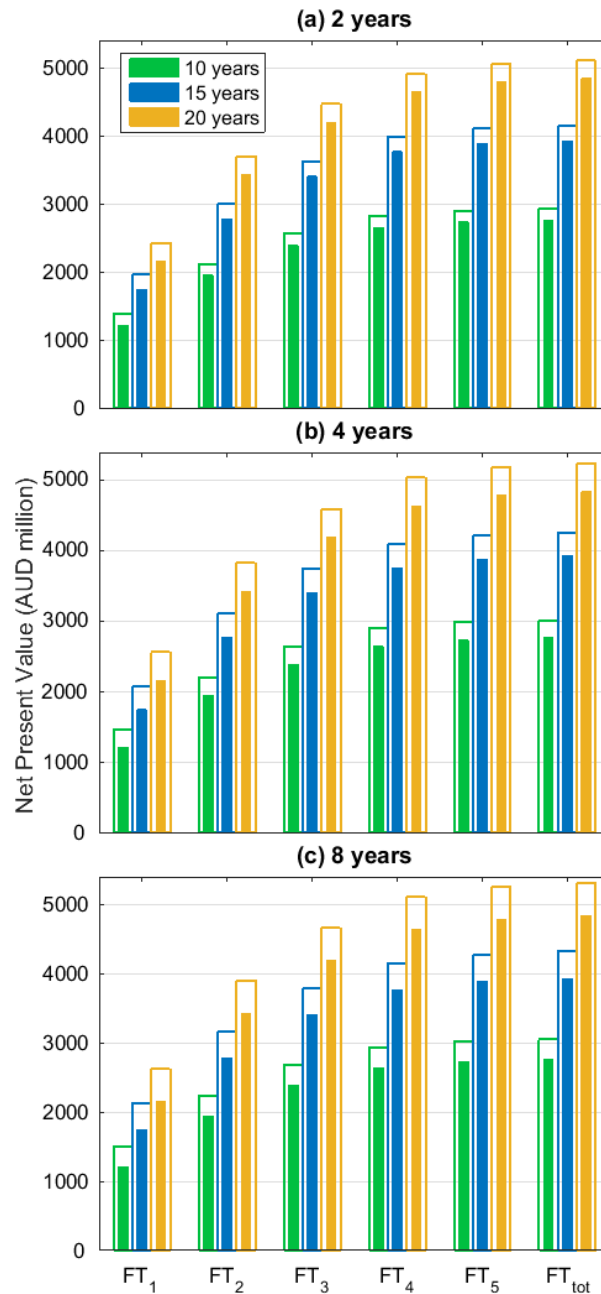 (a) 2 years
10 years
15 years
20 years
5000
4000
3000
2000
1000
0
(b) 4 years
5000
4000
3000
2000
1000
0
Net Present Value (AUD million)
(c) 8 years
5000
4000
3000
2000
1000
0
FT1 FT2 FT3 FT4 FT5 FTtot